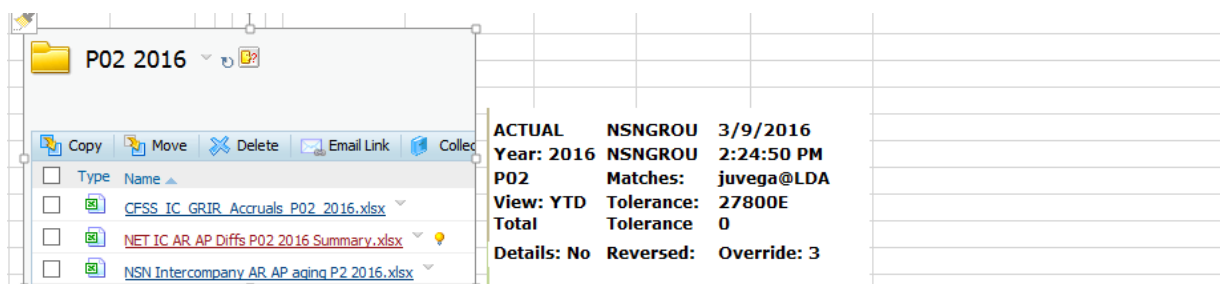 P02 2016
Copy Move Delete Email Link Collec
Type Name
CFSS_IC_GRIR_Accruals_P02_2016.xlsx
NET IC AR AP Diffs P02 2016 Summary.xlsx
NSN Intercompany AR AP aging P2 2016.xlsx
ACTUAL NSNGROU 3/9/2016
Year: 2016 NSNGROU 2:24:50 PM
P02 Matches: juvega@LDA
View: YTD Tolerance: 27800E
Total Tolerance 0
Details: No Reversed: Override: 3